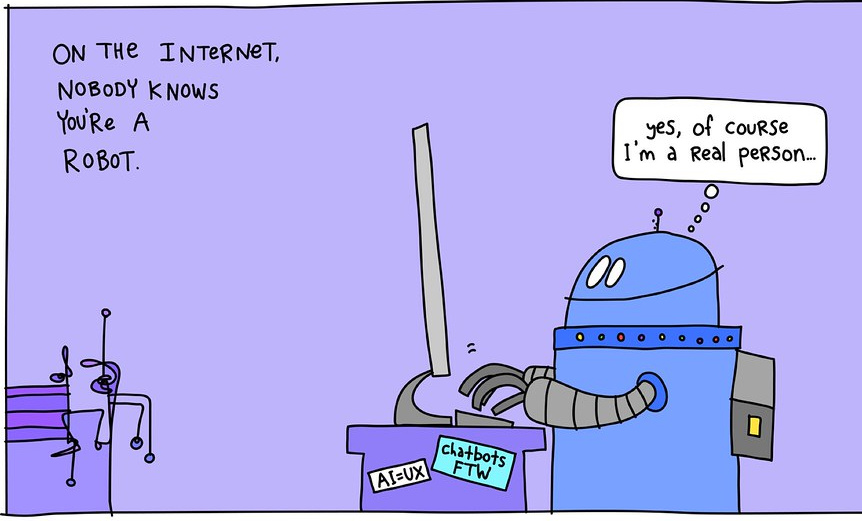 ON THE INTERNET,
NOBODY KNOWS
YOU'RE A
ROBOT.
yes, of course
I'm a real person...
AI=UX
chatbots
FTW